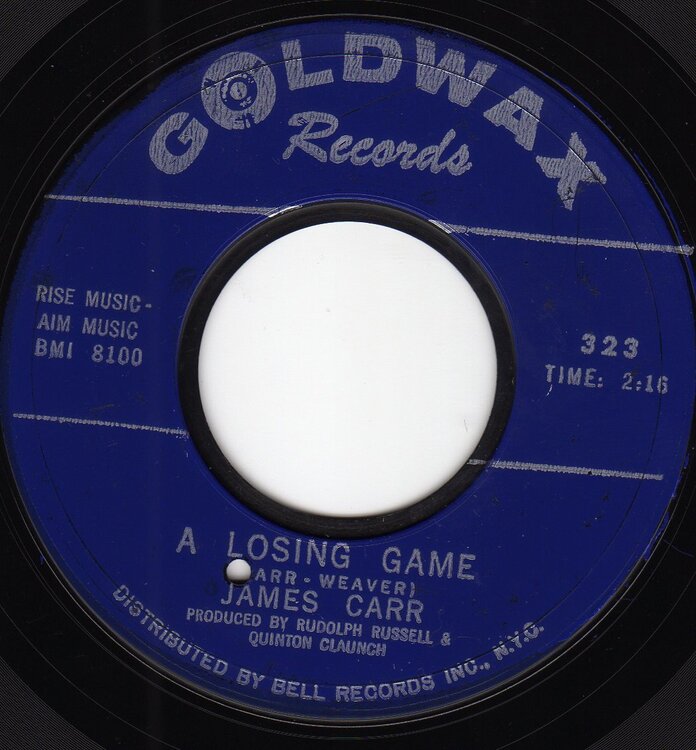 GOLDWAX
Records
RISE MUSIC-
AIM MUSIC
BMI 8100
323
TIME: 2:16
A LOSING GAME
ARR-WEAVER)
JAMES CARR
PRODUCED BY RUDOLPH RUSSELL &
QUINTON CLAUNCH
DISTRIBUTED BY BELL RECORDS INC., N.Y.C.